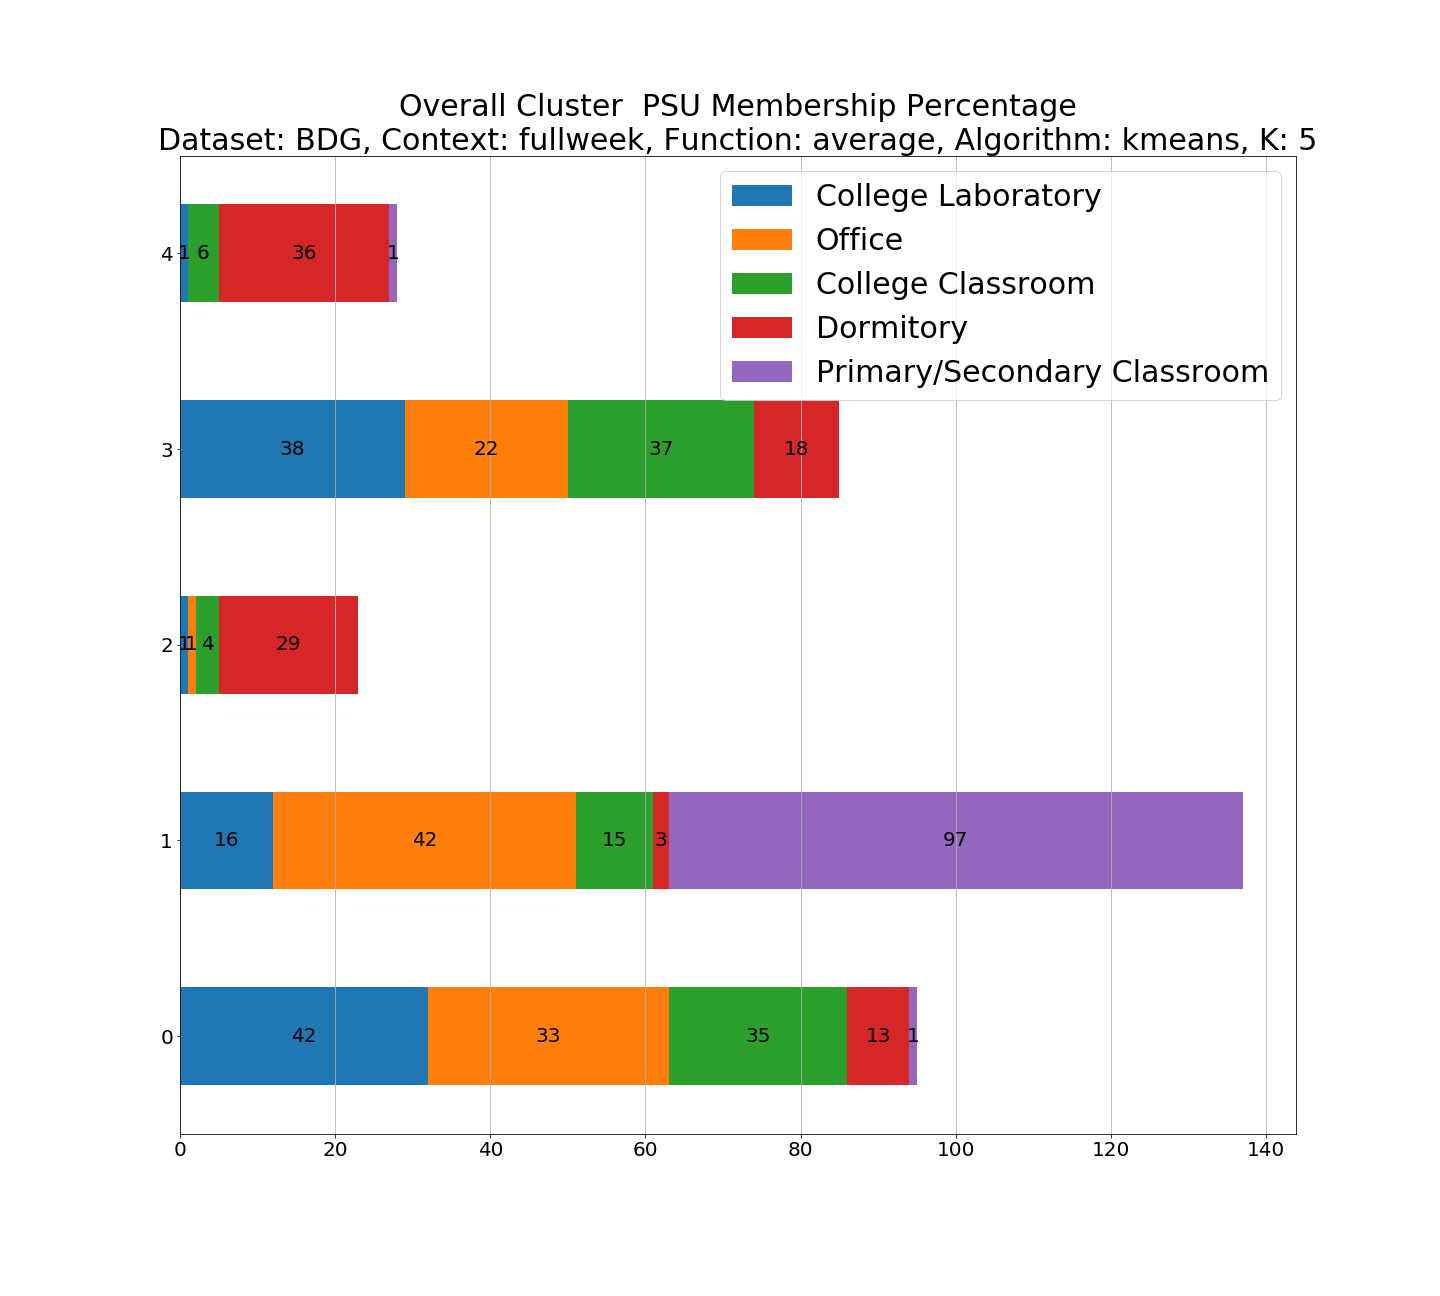 Overall Cluster  PSU Membership Percentage
Dataset: BDG, Context: fullweek, Function: average, Algorithm: kmeans, K: 5
College Laboratory
Office
College Classroom
Dormitory
Primary/Secondary Classroom
4 1 6 36 1
3 38 22 37 18
2 1 1 4 29
1 16 42 15 3 97
0 42 33 35 13 1
0 20 40 60 80 100 120 140